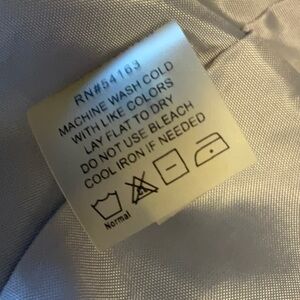 RN#54163
MACHINE WASH COLD
WITH LIKE COLORS
LAY FLAT TO DRY
DO NOT USE BLEACH
COOL IRON IF NEEDED
Normal